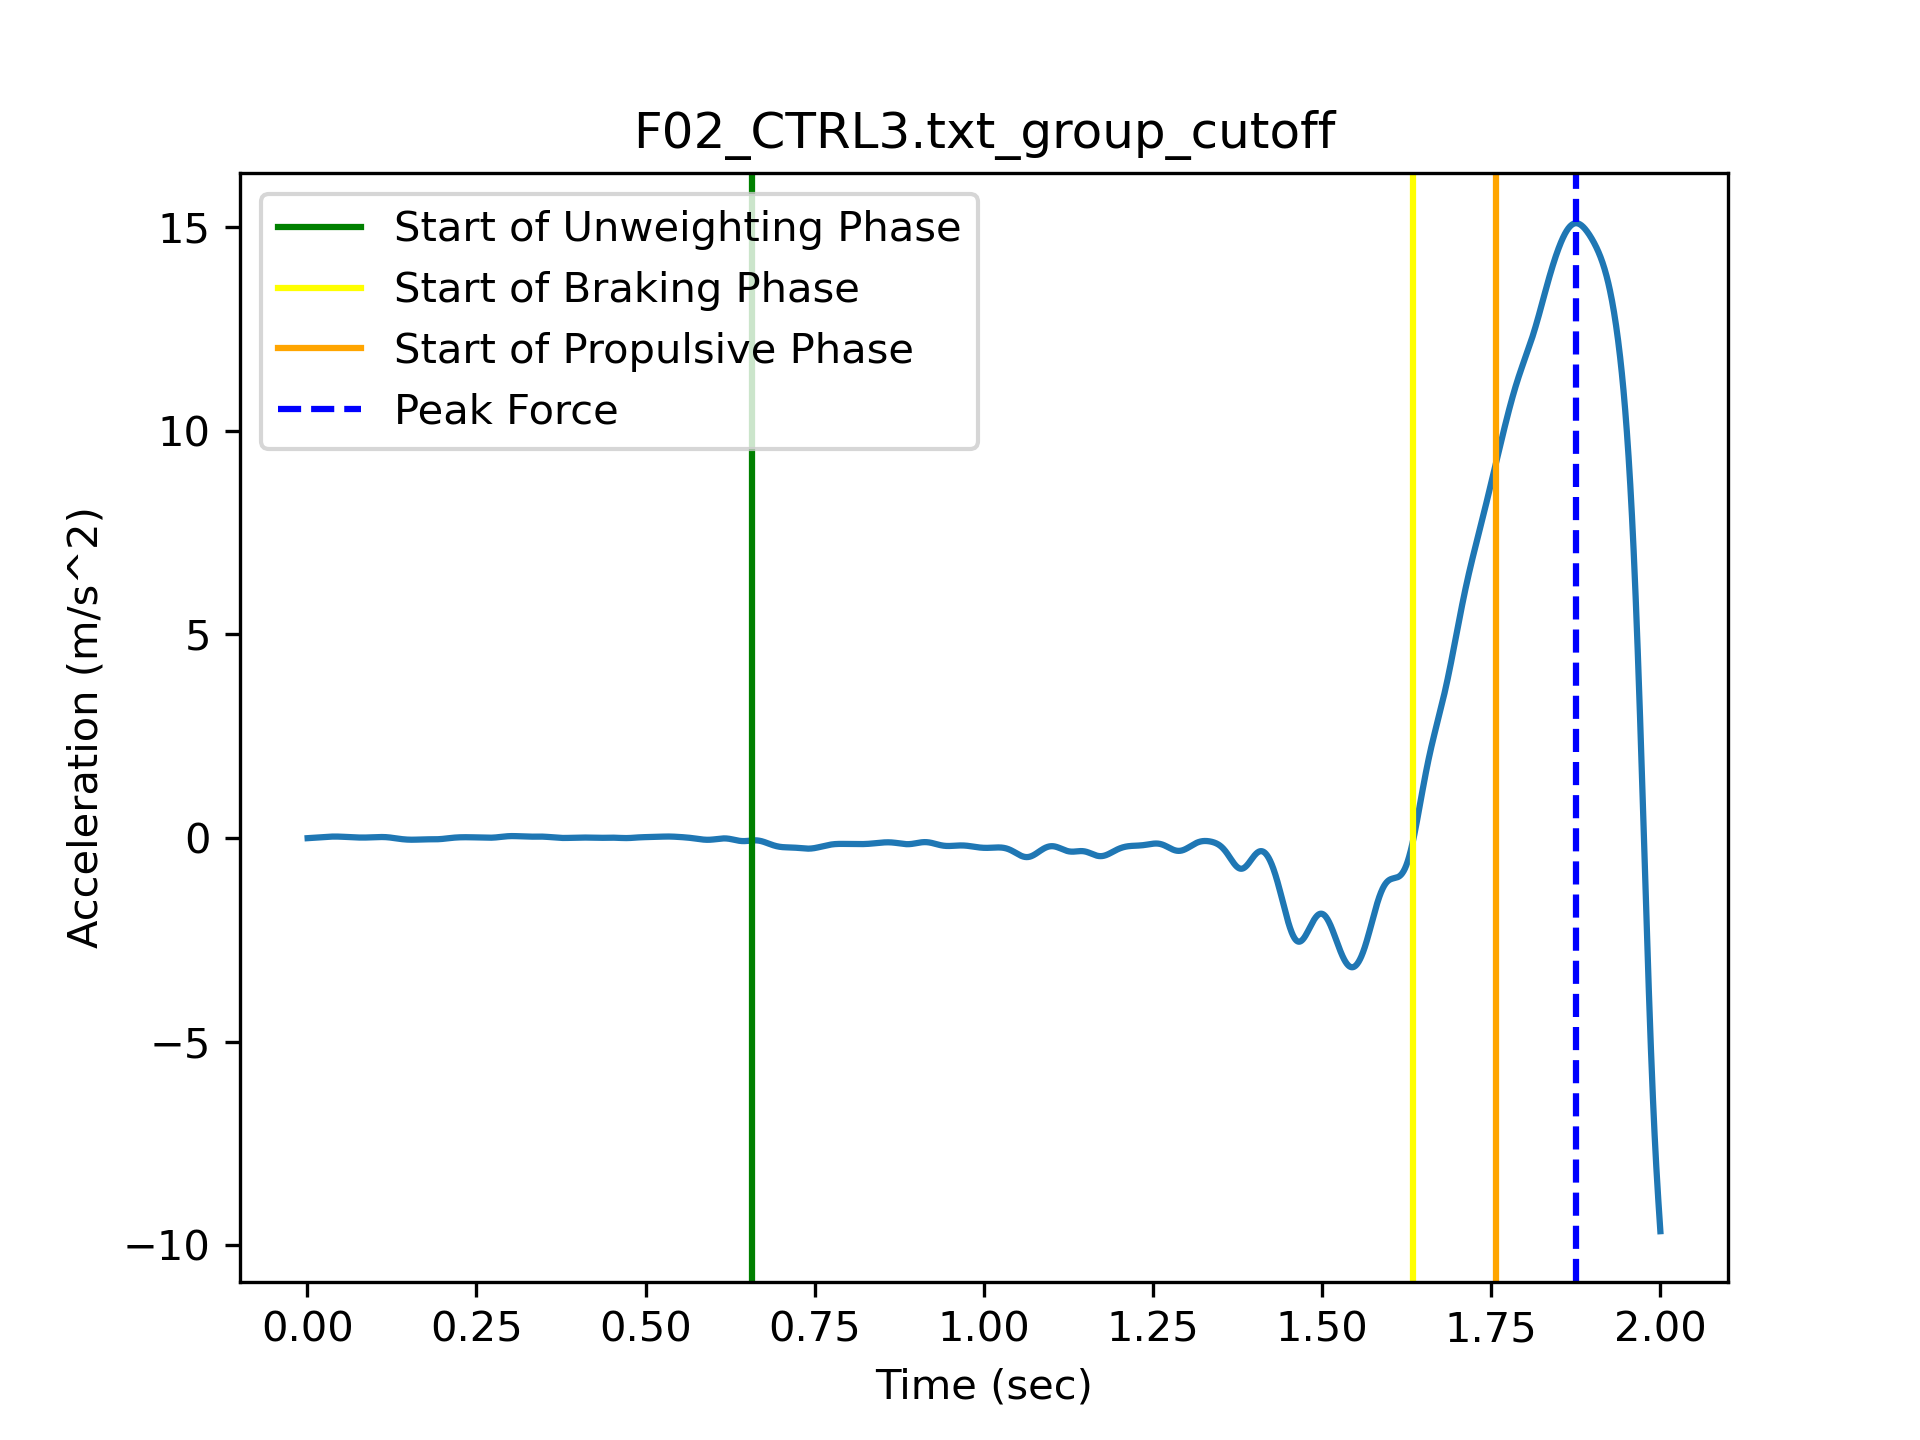 F02_CTRL3.txt_group_cutoff
Start of Unweighting Phase
Start of Braking Phase
Start of Propulsive Phase
Peak Force
15
10
5
0
−5
−10
Acceleration (m/s^2)
0.00 0.25 0.50 0.75 1.00 1.25 1.50 1.75 2.00
Time (sec)